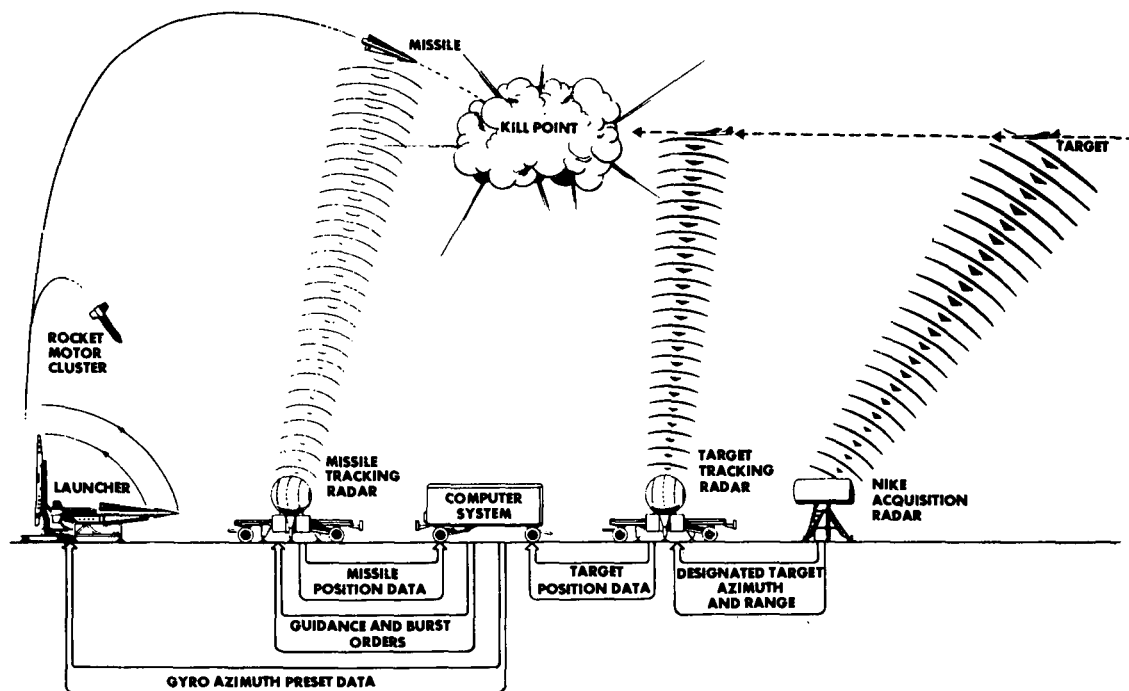 MISSILE
KILL POINT
TARGET
ROCKET
MOTOR
CLUSTER
LAUNCHER
MISSILE
TRACKING
RADAR
COMPUTER
SYSTEM
TARGET
TRACKING
RADAR
NIKE
ACQUISITION
RADAR
MISSILE
POSITION DATA
TARGET
POSITION DATA
DESIGNATED TARGET
AZIMUTH
AND RANGE
GUIDANCE AND BURST
ORDERS
GYRO AZIMUTH PRESET DATA